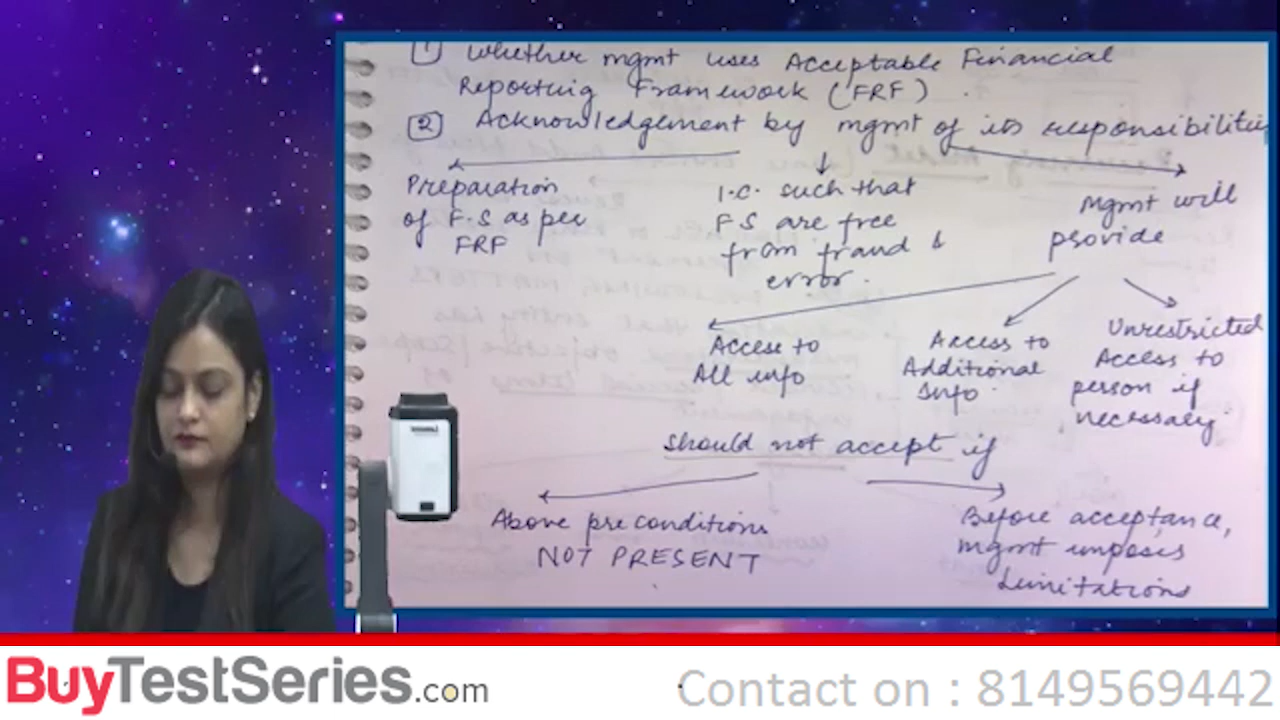 1 Whether mgmt uses Acceptable Financial
Reporting Framework (FRF).
2 Acknowledgement by mgmt of its responsibilities
Preparation
of F.S as per
FRF
I.C. such that
FS are free
from fraud &
error.
Mgmt will
provide
Access to
All info
Access to
Additional
Info
Unrestricted
Access to
person if
necessary.
Should not accept if
Above preconditions
NOT PRESENT
Before acceptance,
mgmt imposes
Limitations
BuyTestSeries.com
Contact on : 8149569442